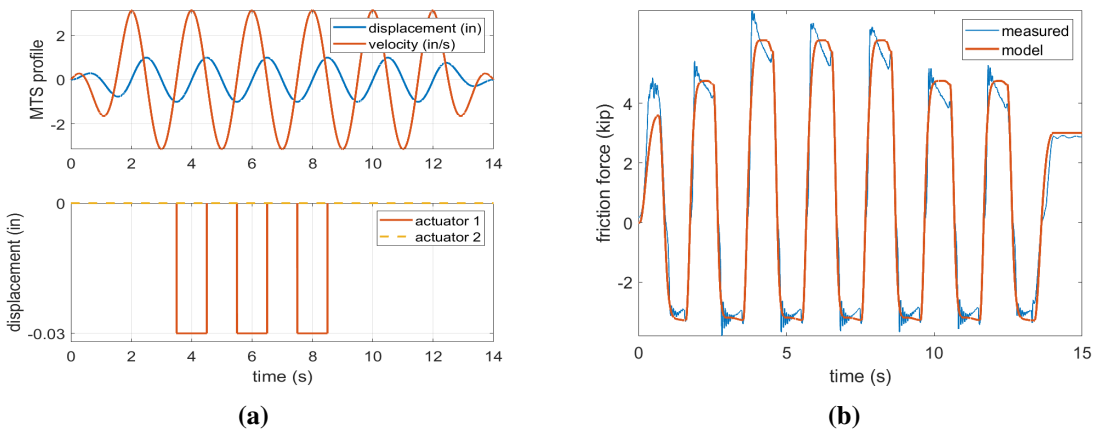 MTS profile
2
0
-2
displacement (in)
velocity (in/s)
0 2 4 6 8 10 12 14
displacement (in)
0
-0.03
actuator 1
actuator 2
0 2 4 6 8 10 12 14
time (s)
(a)
friction force (kip)
4
2
0
-2
measured
model
0 5 10 15
time (s)
(b)